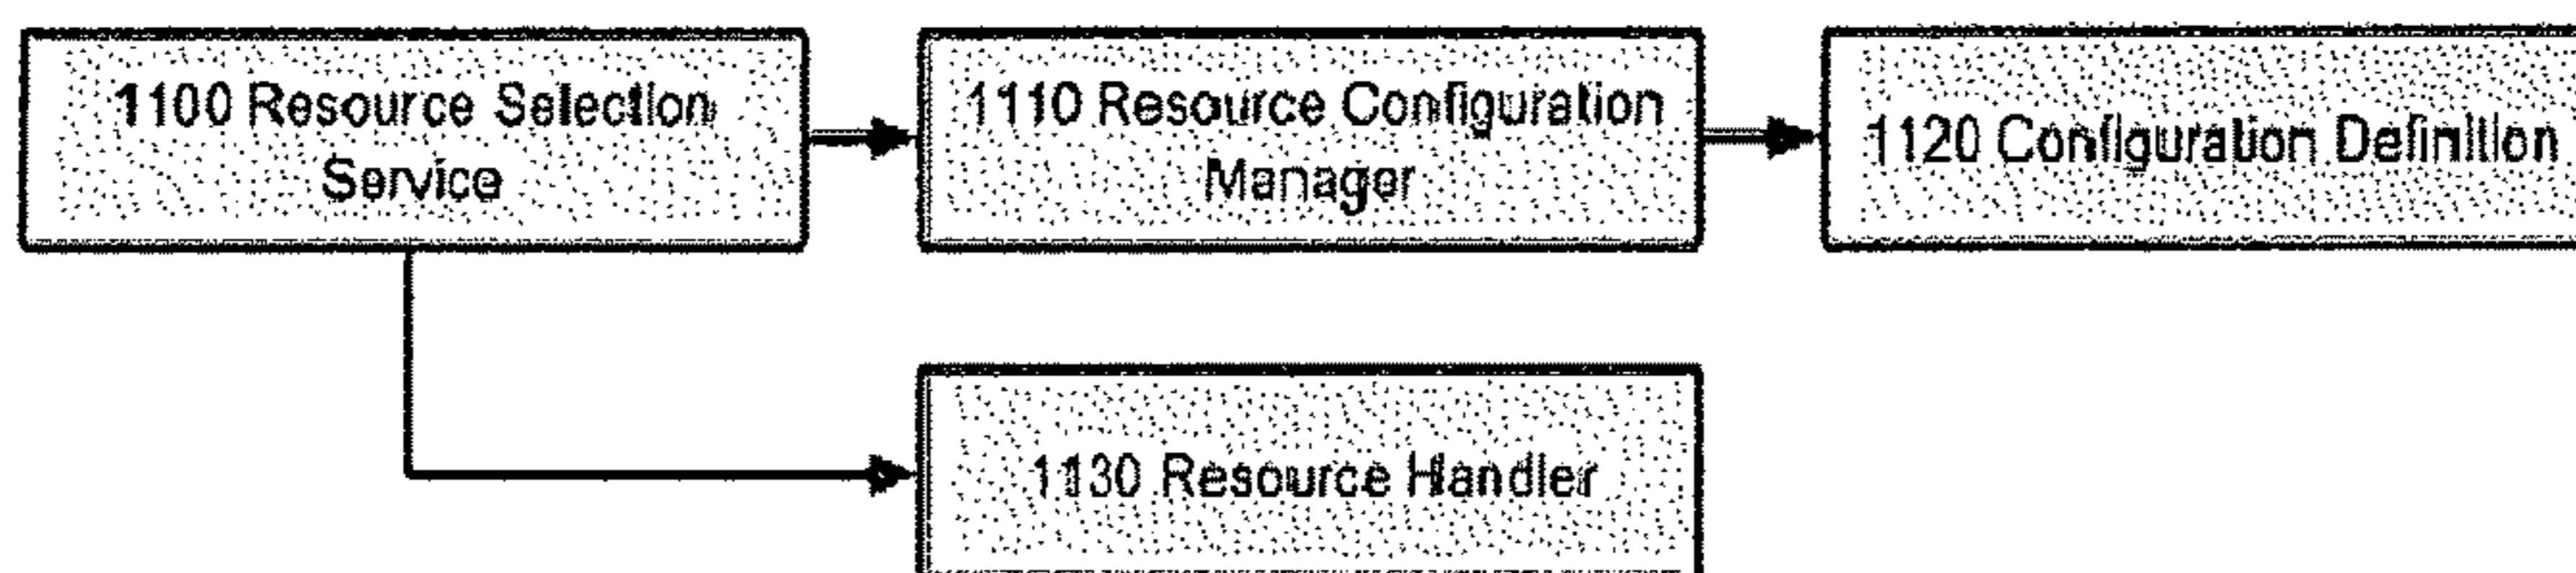 1100 Resource Selection
Service
1110 Resource Configuration
Manager
1120 Configuration Definition
1130 Resource Handler